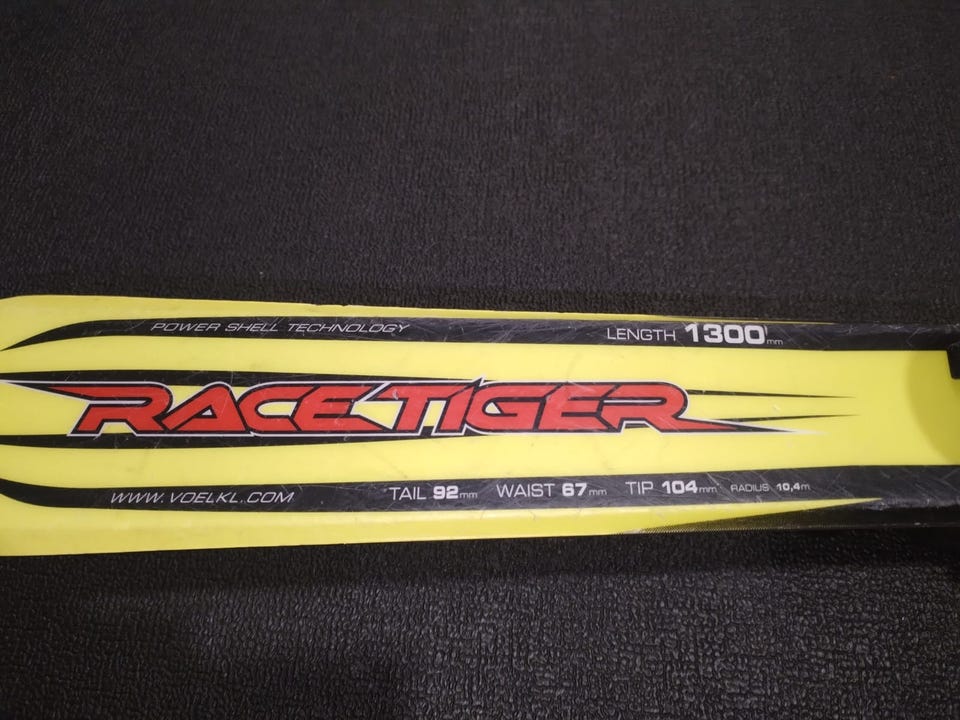 POWER SHELL TECHNOLOGY
LENGTH 1300mm
RACETIGER
WWW.VOELKL.COM
TAIL 92mm WAIST 67mm TIP 104mm RADIUS 10,4m